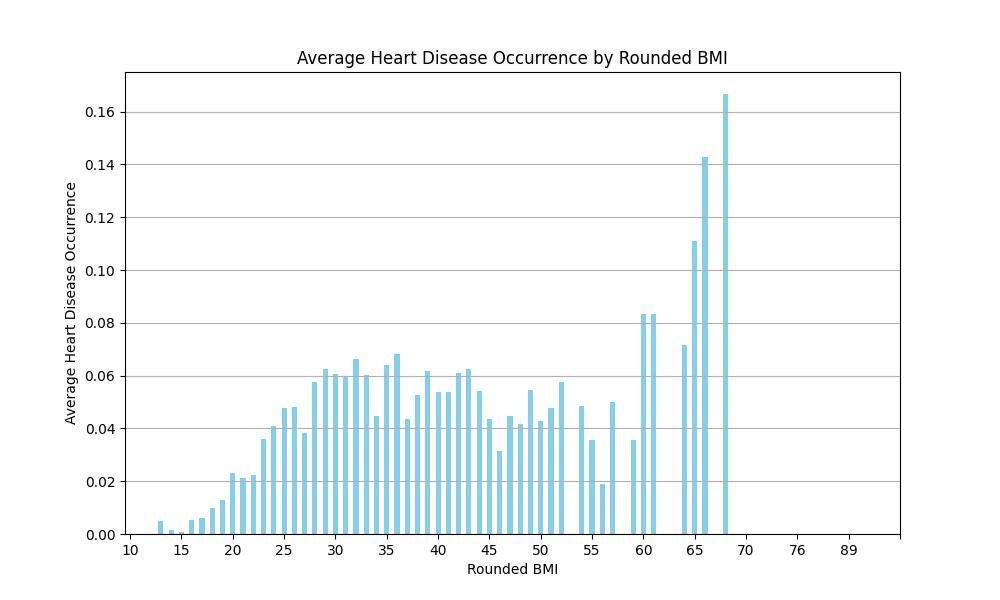 Average Heart Disease Occurrence by Rounded BMI
0.16
0.14
0.12
0.10
0.08
0.06
0.04
0.02
0.00
Average Heart Disease Occurrence
10 15 20 25 30 35 40 45 50 55 60 65 70 76 89
Rounded BMI